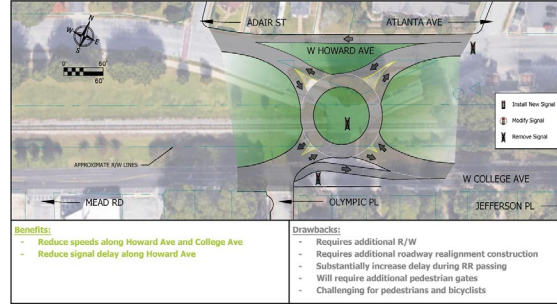 ADAIR ST
ATLANTA AVE
N
W
E
S
W HOWARD AVE
60'
60'
Install New Signal
Modify Signal
Remove Signal
APPROXIMATE R/W LINES
W COLLEGE AVE
MEAD RD
OLYMPIC PL
JEFFERSON PL
Benefits:
- Reduce speeds along Howard Ave and College Ave
- Reduce signal delay along Howard Ave
Drawbacks:
- Requires additional R/W
- Requires additional roadway realignment construction
- Substantially increase delay during RR passing
- Will require additional pedestrian gates
- Challenging for pedestrians and bicyclists